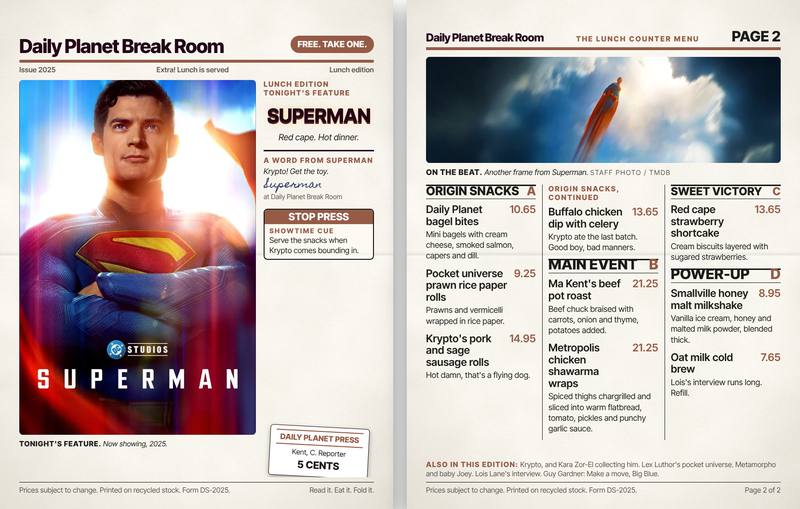 Daily Planet Break Room
FREE. TAKE ONE.
Issue 2025
Extra! Lunch is served
Lunch edition
DC STUDIOS
SUPERMAN
TONIGHT'S FEATURE. Now showing, 2025.
LUNCH EDITION
TONIGHT'S FEATURE
SUPERMAN
Red cape. Hot dinner.
A WORD FROM SUPERMAN
Krypto! Get the toy.
Superman
at Daily Planet Break Room
STOP PRESS
SHOWTIME CUE
Serve the snacks when
Krypto comes bounding in.
DAILY PLANET PRESS
Kent, C. Reporter
5 CENTS
Prices subject to change. Printed on recycled stock. Form DS-2025.
Read it. Eat it. Fold it.
Daily Planet Break Room
THE LUNCH COUNTER MENU
PAGE 2
ON THE BEAT. Another frame from Superman. STAFF PHOTO / TMDB
ORIGIN SNACKS A
Daily Planet 10.65
bagel bites
Mini bagels with cream
cheese, smoked salmon,
capers and dill.
Pocket universe 9.25
prawn rice paper
rolls
Prawns and vermicelli
wrapped in rice paper.
Krypto's pork 14.95
and sage
sausage rolls
Hot damn, that's a flying dog.
ORIGIN SNACKS,
CONTINUED
Buffalo chicken 13.65
dip with celery
Krypto ate the last batch.
Good boy, bad manners.
MAIN EVENT B
Ma Kent's beef 21.25
pot roast
Beef chuck braised with
carrots, onion and thyme,
potatoes added.
Metropolis 21.25
chicken
shawarma
wraps
Spiced thighs chargrilled and
sliced into warm flatbread,
tomato, pickles and punchy
garlic sauce.
SWEET VICTORY C
Red cape 13.65
strawberry
shortcake
Cream biscuits layered with
sugared strawberries.
POWER-UP D
Smallville honey 8.95
malt milkshake
Vanilla ice cream, honey and
malted milk powder, blended
thick.
Oat milk cold 7.65
brew
Lois's interview runs long.
Refill.
ALSO IN THIS EDITION: Krypto, and Kara Zor-El collecting him. Lex Luthor's pocket universe. Metamorpho
and baby Joey. Lois Lane's interview. Guy Gardner: Make a move, Big Blue.
Prices subject to change. Printed on recycled stock. Form DS-2025.
Page 2 of 2